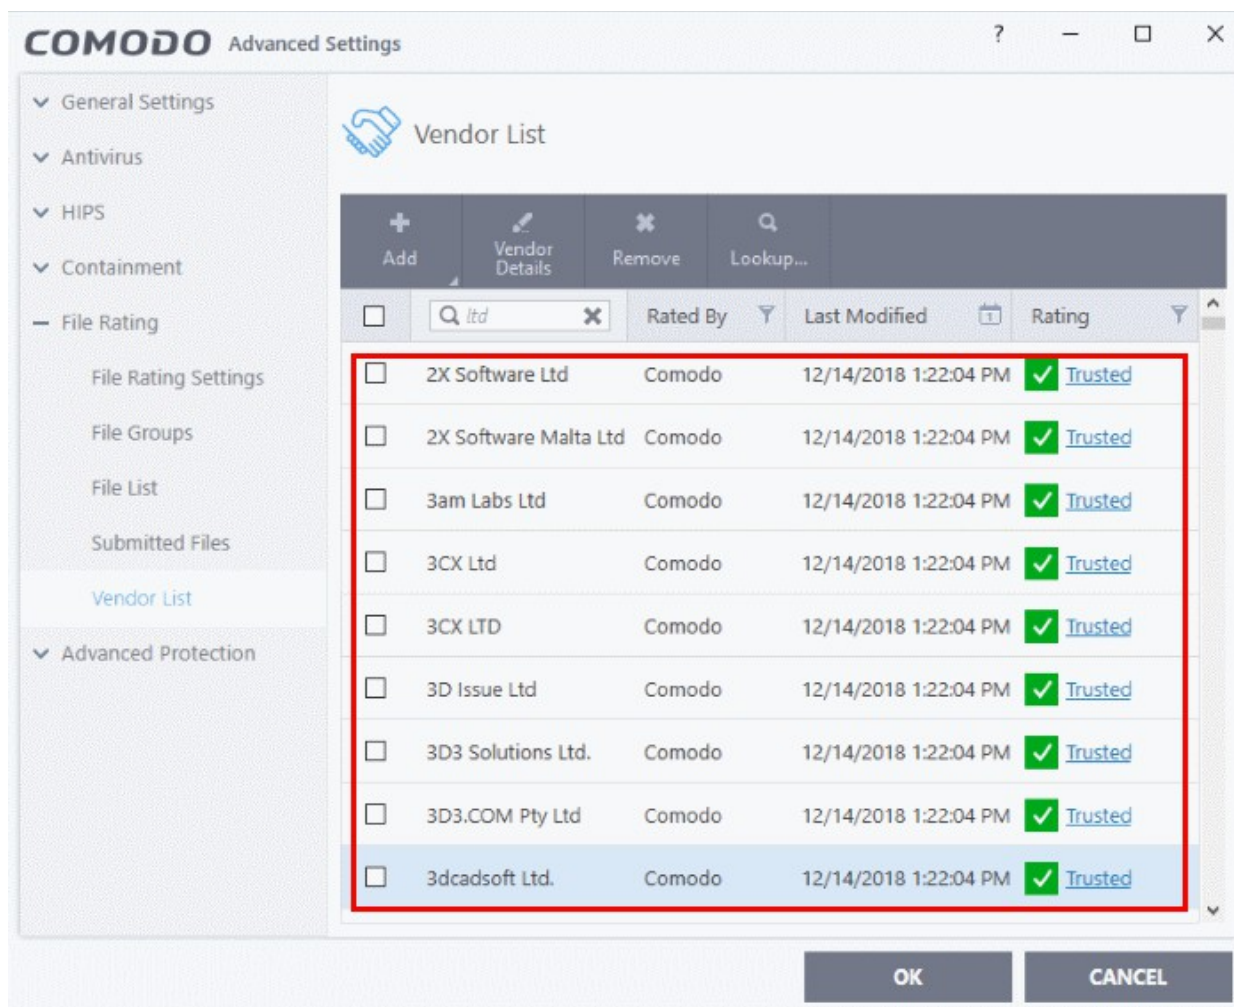 COMODO Advanced Settings ?
General Settings
Antivirus
HIPS
Containment
File Rating
File Rating Settings
File Groups
File List
Submitted Files
Vendor List
Advanced Protection
Vendor List
Add
Vendor
Details
Remove
Lookup...
ltd Rated By Last Modified 1 Rating
2X Software Ltd Comodo 12/14/2018 1:22:04 PM Trusted
2X Software Malta Ltd Comodo 12/14/2018 1:22:04 PM Trusted
3am Labs Ltd Comodo 12/14/2018 1:22:04 PM Trusted
3CX Ltd Comodo 12/14/2018 1:22:04 PM Trusted
3CX LTD Comodo 12/14/2018 1:22:04 PM Trusted
3D Issue Ltd Comodo 12/14/2018 1:22:04 PM Trusted
3D3 Solutions Ltd. Comodo 12/14/2018 1:22:04 PM Trusted
3D3.COM Pty Ltd Comodo 12/14/2018 1:22:04 PM Trusted
3dcadsoft Ltd. Comodo 12/14/2018 1:22:04 PM Trusted
OK CANCEL